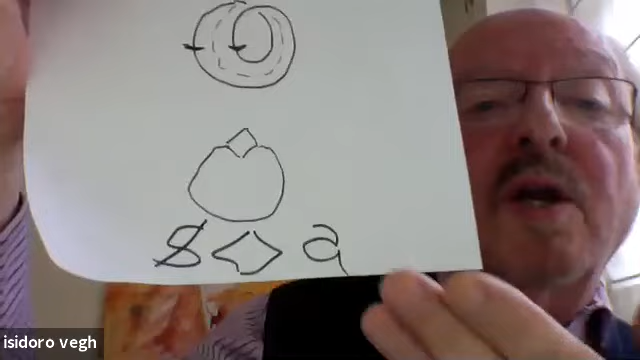 $ ◇ a
isidoro vegh